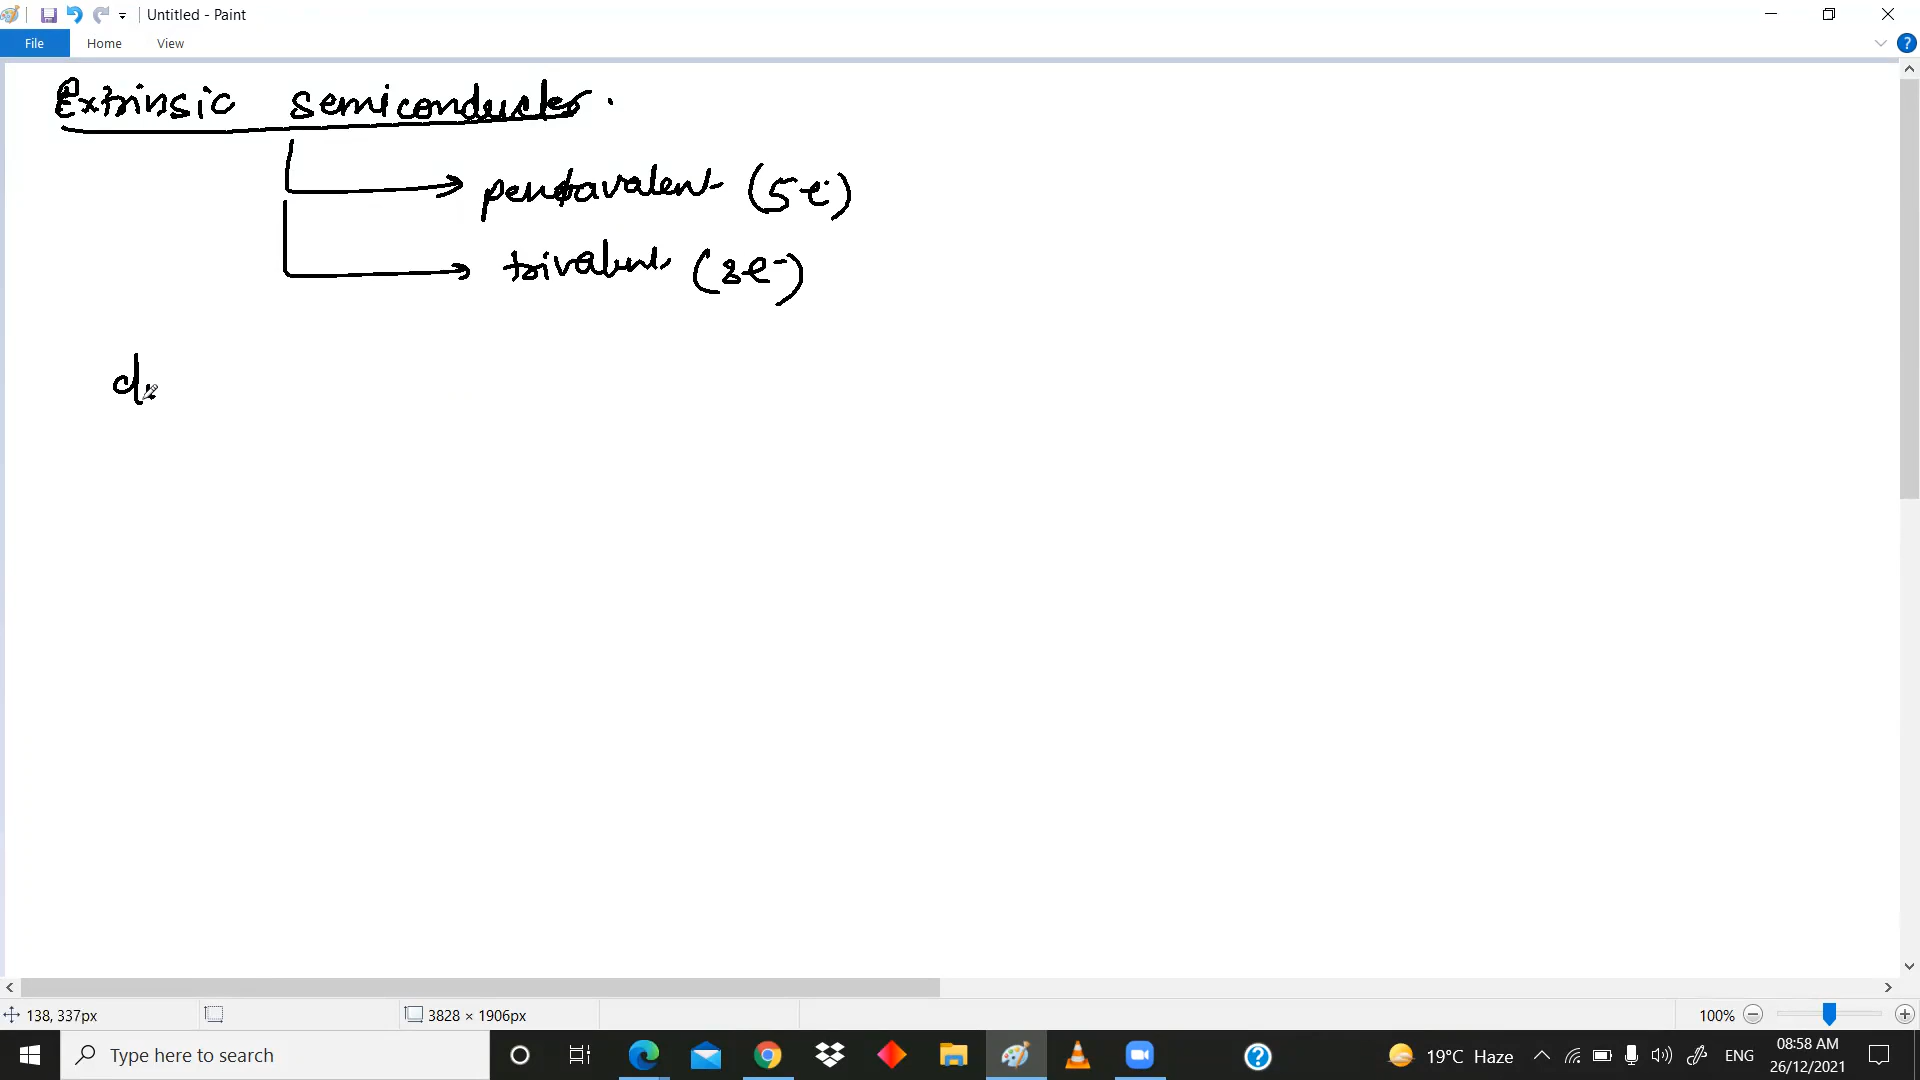 Untitled - Paint
File Home View
Extrinsic semiconductor.
pentavalent (5e-)
trivalent (3e-)
d
138, 337px
3828 × 1906px
100%
Type here to search
19°C Haze
ENG
08:58 AM
26/12/2021